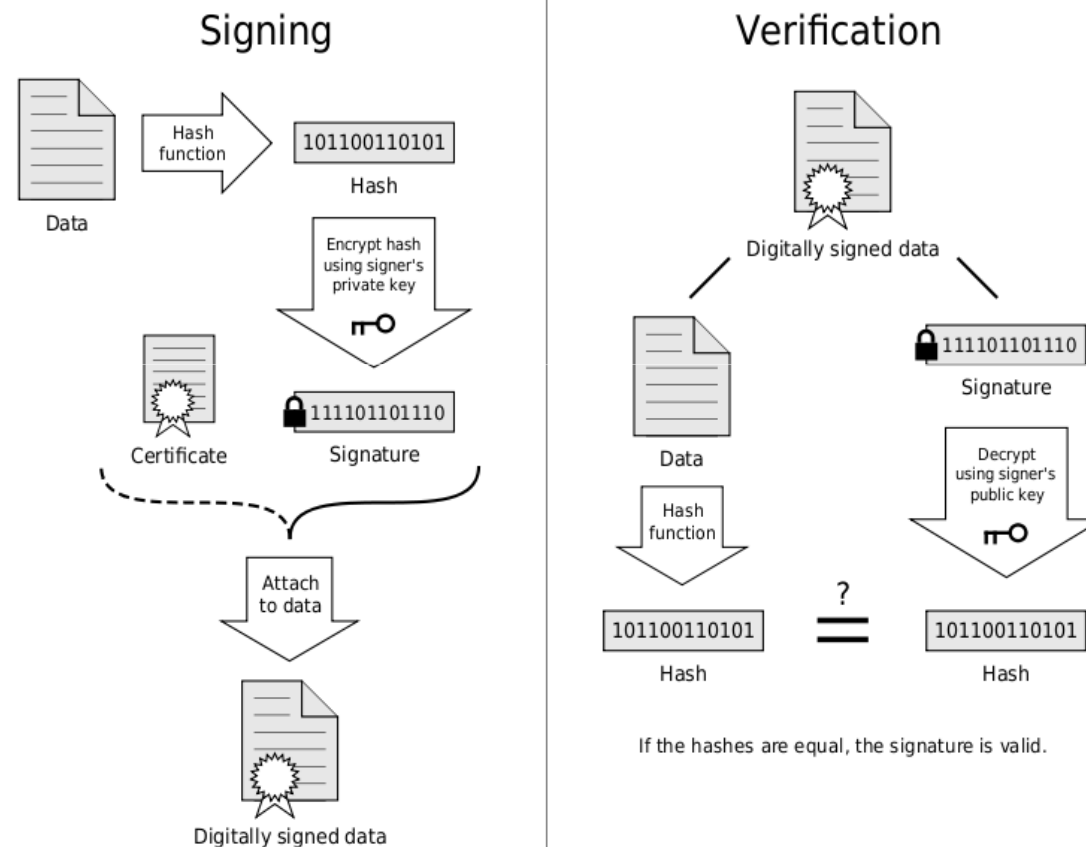 Signing
Data
Hash
function
101100110101
Hash
Encrypt hash
using signer's
private key
Certificate
111101101110
Signature
Attach
to data
Digitally signed data
Verification
Digitally signed data
Data
Hash
function
101100110101
Hash
111101101110
Signature
Decrypt
using signer's
public key
?
=
101100110101
Hash
If the hashes are equal, the signature is valid.